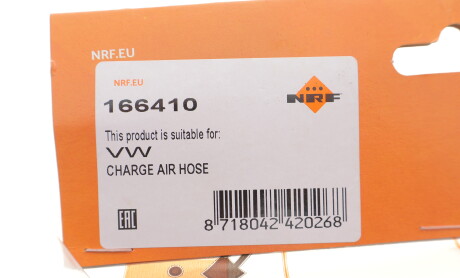 NRF.EU
NRF.EU
NRF
166410
This product is suitable for:
VW
CHARGE AIR HOSE
EAC
8 718042 420268